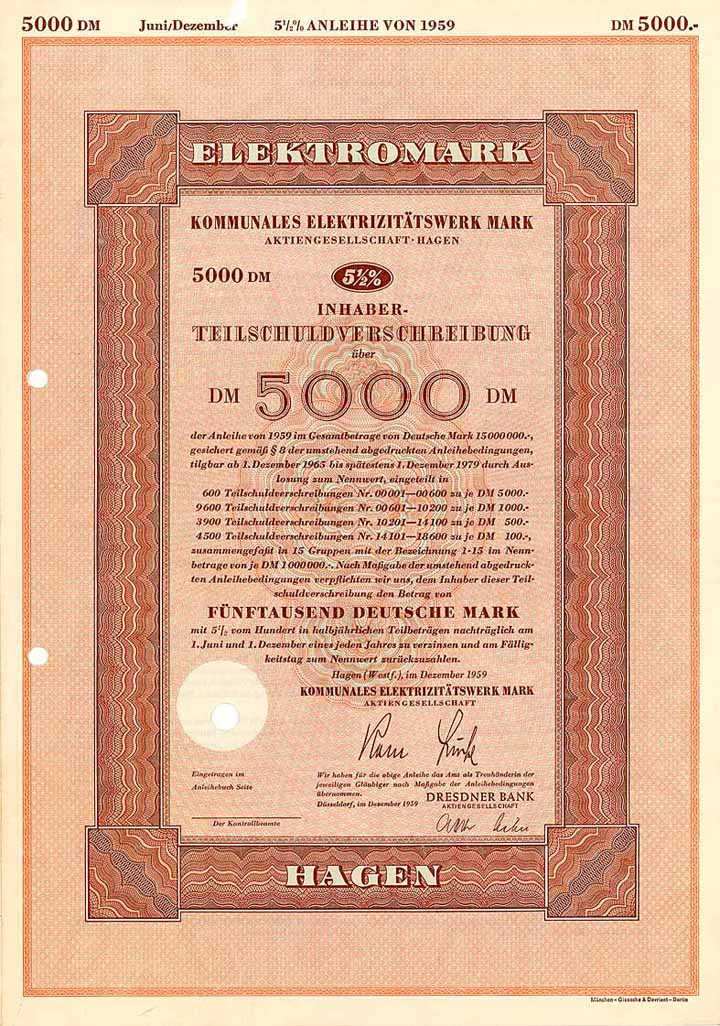 5000 DM Juni/Dezember 5½% ANLEIHE VON 1959 DM 5000.-
ELEKTROMARK
KOMMUNALES ELEKTRIZITÄTSWERK MARK
AKTIENGESELLSCHAFT · HAGEN
5000 DM 5½%
INHABER-
TEILSCHULDVERSCHREIBUNG
über
DM 5000 DM
der Anleihe von 1959 im Gesamtbetrage von Deutsche Mark 15000000.-,
gesichert gemäß § 8 der umstehend abgedruckten Anleihebedingungen,
tilgbar ab 1. Dezember 1965 bis spätestens 1. Dezember 1979 durch Aus-
losung zum Nennwert, eingeteilt in
600 Teilschuldverschreibungen Nr. 00001—00600 zu je DM 5000.-
9600 Teilschuldverschreibungen Nr. 00601—10200 zu je DM 1000.-
3900 Teilschuldverschreibungen Nr. 10201—14100 zu je DM 500.-
4500 Teilschuldverschreibungen Nr. 14101—18600 zu je DM 100.-,
zusammengefaßt in 15 Gruppen mit der Bezeichnung 1-15 im Nenn-
betrage von je DM 1000000.-. Nach Maßgabe der umstehend abgedruck-
ten Anleihebedingungen verpflichten wir uns, dem Inhaber dieser Teil-
schuldverschreibung den Betrag von
FÜNFTAUSEND DEUTSCHE MARK
mit 5½ vom Hundert in halbjährlichen Teilbeträgen nachträglich am
1. Juni und 1. Dezember eines jeden Jahres zu verzinsen und am Fällig-
keitstag zum Nennwert zurückzuzahlen.
Hagen (Westf.), im Dezember 1959
KOMMUNALES ELEKTRIZITÄTSWERK MARK
AKTIENGESELLSCHAFT
Eingetragen im
Anleihebuch Seite
Der Kontrollbeamte
Wir haben für die obige Anleihe das Amt als Treuhänderin der
jeweiligen Gläubiger nach Maßgabe der Anleihebedingungen
übernommen.
Düsseldorf, im Dezember 1959
DRESDNER BANK
AKTIENGESELLSCHAFT
HAGEN
München - Giesecke & Devrient - Berlin